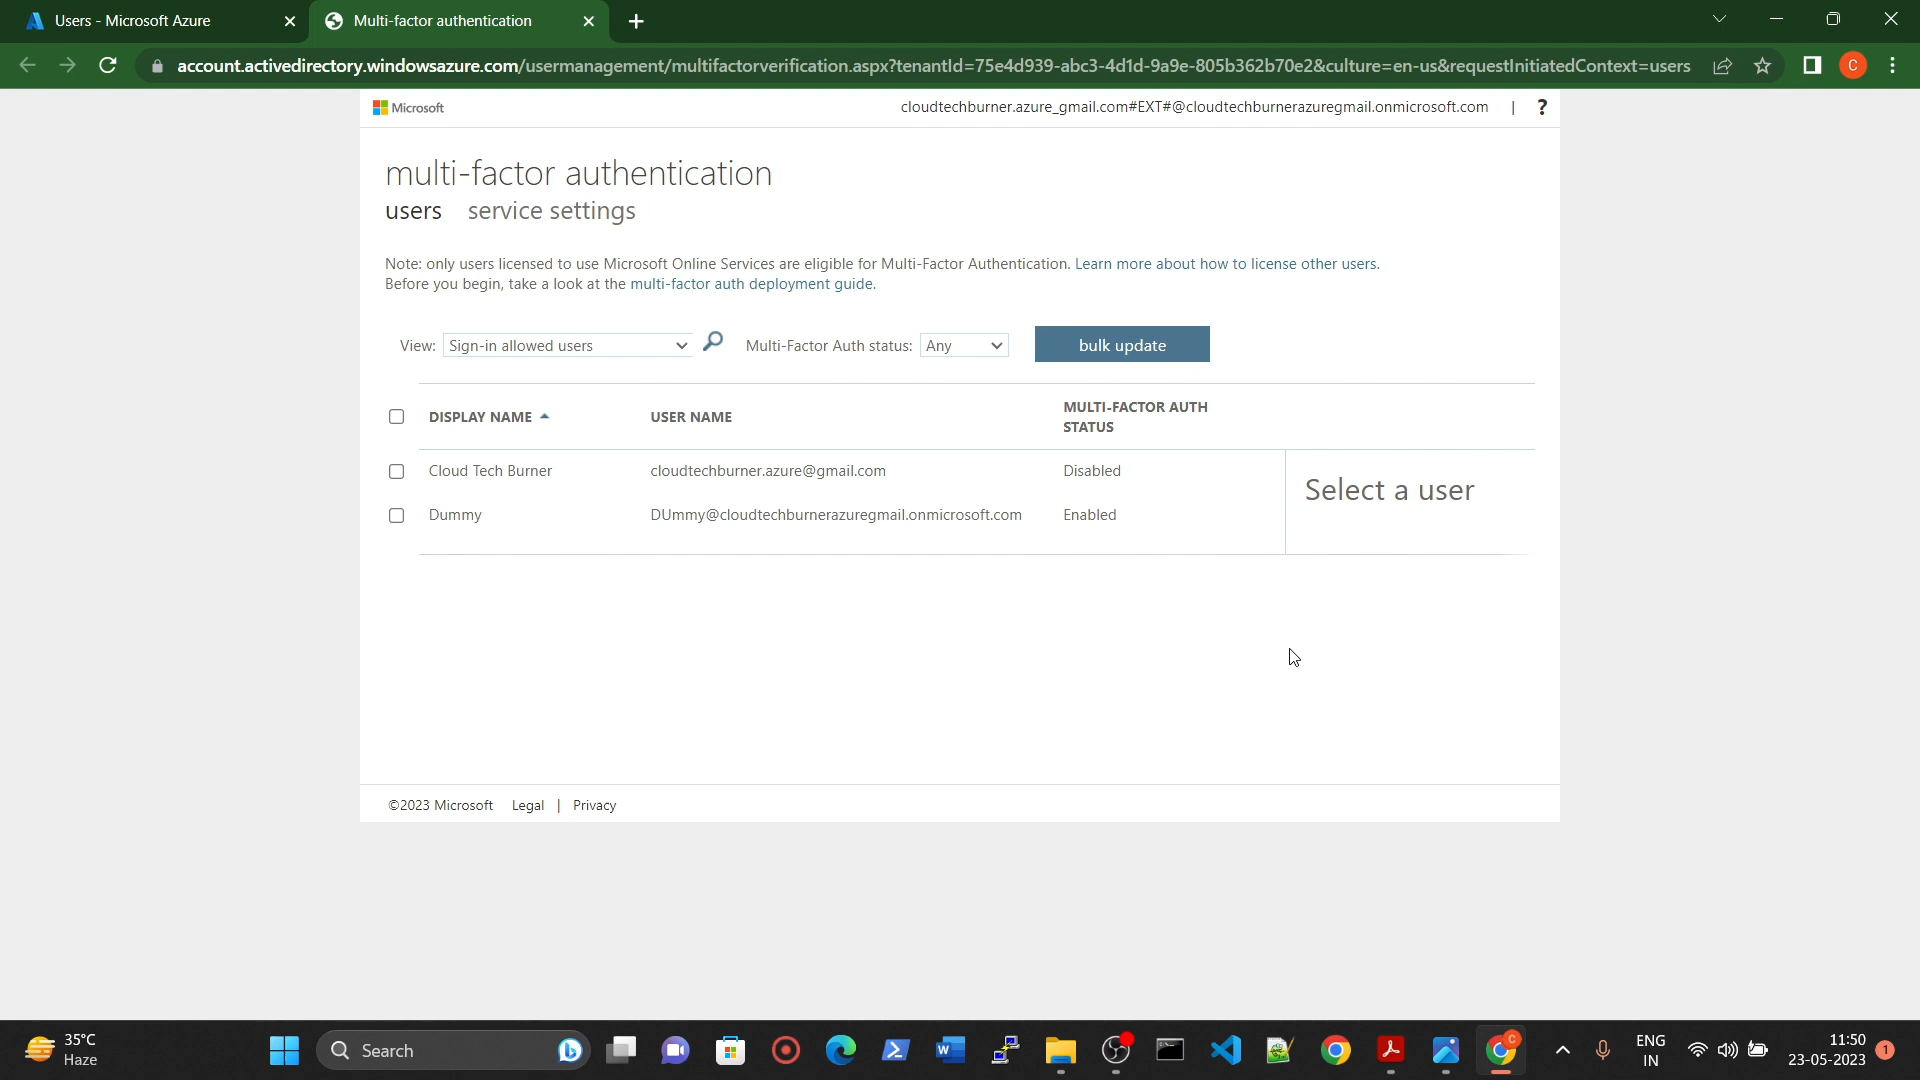 Users - Microsoft Azure
Multi-factor authentication
account.activedirectory.windowsazure.com/usermanagement/multifactorverification.aspx?tenantId=75e4d939-abc3-4d1d-9a9e-805b362b70e2&culture=en-us&requestInitiatedContext=users
C
Microsoft
cloudtechburner.azure_gmail.com#EXT#@cloudtechburnerazuregmail.onmicrosoft.com | ?
multi-factor authentication
users service settings
Note: only users licensed to use Microsoft Online Services are eligible for Multi-Factor Authentication. Learn more about how to license other users.
Before you begin, take a look at the multi-factor auth deployment guide.
View: Sign-in allowed users Multi-Factor Auth status: Any bulk update
DISPLAY NAME USER NAME MULTI-FACTOR AUTH
STATUS
Cloud Tech Burner cloudtechburner.azure@gmail.com Disabled
Select a user
Dummy DUmmy@cloudtechburnerazuregmail.onmicrosoft.com Enabled
©2023 Microsoft Legal | Privacy
35°C
Haze
Search
W
C
ENG
IN
11:50
23-05-2023
1